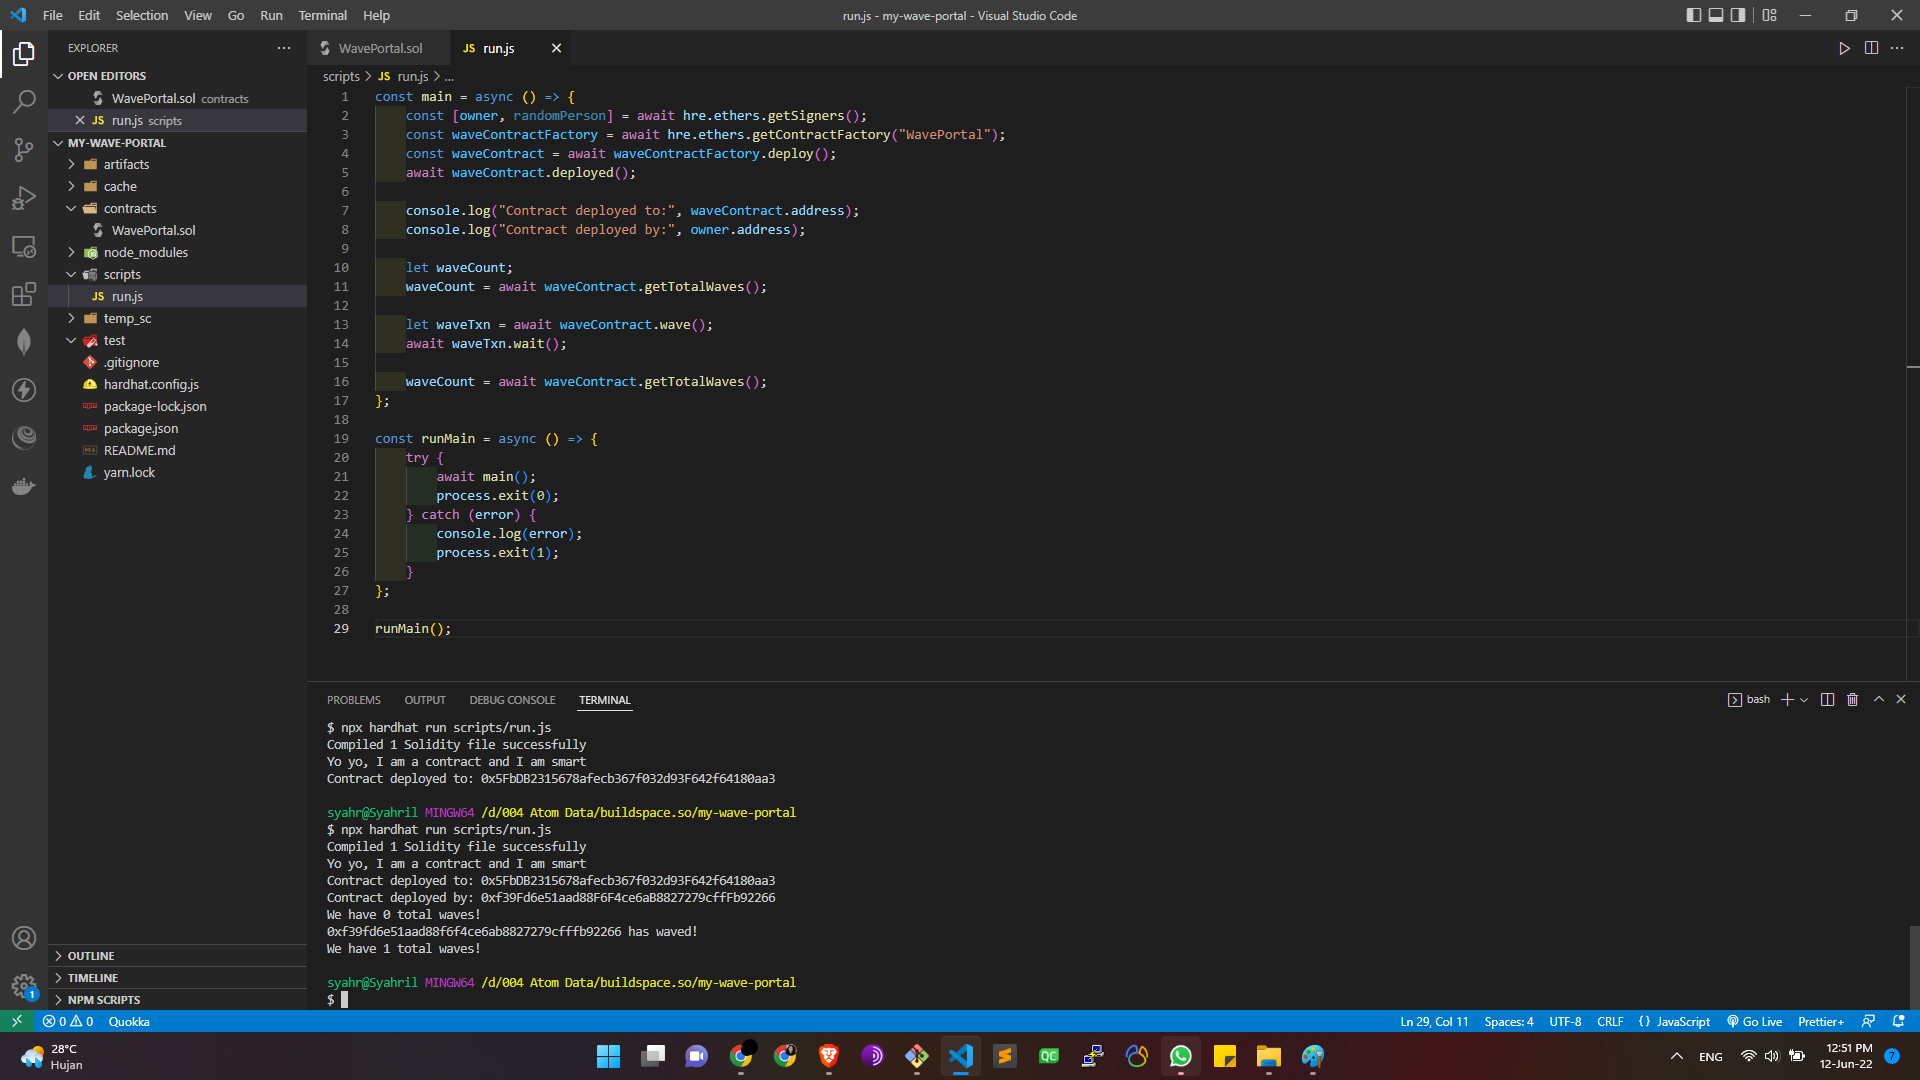 File Edit Selection View Go Run Terminal Help
run.js - my-wave-portal - Visual Studio Code
EXPLORER
OPEN EDITORS
WavePortal.sol contracts
JS run.js scripts
MY-WAVE-PORTAL
artifacts
cache
contracts
WavePortal.sol
node_modules
scripts
JS run.js
temp_sc
test
.gitignore
hardhat.config.js
package-lock.json
package.json
README.md
yarn.lock
OUTLINE
TIMELINE
NPM SCRIPTS
WavePortal.sol
JS run.js
scripts > JS run.js > ...
1 const main = async () => {
2 const [owner, randomPerson] = await hre.ethers.getSigners();
3 const waveContractFactory = await hre.ethers.getContractFactory("WavePortal");
4 const waveContract = await waveContractFactory.deploy();
5 await waveContract.deployed();
6
7 console.log("Contract deployed to:", waveContract.address);
8 console.log("Contract deployed by:", owner.address);
9
10 let waveCount;
11 waveCount = await waveContract.getTotalWaves();
12
13 let waveTxn = await waveContract.wave();
14 await waveTxn.wait();
15
16 waveCount = await waveContract.getTotalWaves();
17 };
18
19 const runMain = async () => {
20 try {
21 await main();
22 process.exit(0);
23 } catch (error) {
24 console.log(error);
25 process.exit(1);
26 }
27 };
28
29 runMain();
PROBLEMS OUTPUT DEBUG CONSOLE TERMINAL
bash
$ npx hardhat run scripts/run.js
Compiled 1 Solidity file successfully
Yo yo, I am a contract and I am smart
Contract deployed to: 0x5FbDB2315678afecb367f032d93F642f64180aa3
syahr@Syahril MINGW64 /d/004 Atom Data/buildspace.so/my-wave-portal
$ npx hardhat run scripts/run.js
Compiled 1 Solidity file successfully
Yo yo, I am a contract and I am smart
Contract deployed to: 0x5FbDB2315678afecb367f032d93F642f64180aa3
Contract deployed by: 0xf39Fd6e51aad88F6F4ce6aB8827279cffFb92266
We have 0 total waves!
0xf39fd6e51aad88f6f4ce6ab8827279cfffb92266 has waved!
We have 1 total waves!
syahr@Syahril MINGW64 /d/004 Atom Data/buildspace.so/my-wave-portal
$
1
0 0 Quokka
Ln 29, Col 11 Spaces: 4 UTF-8 CRLF {} JavaScript Go Live Prettier+
28°C
Hujan
QC
ENG
12:51 PM
12-Jun-22
7